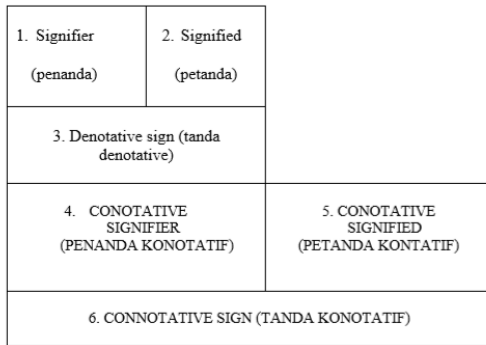 1. Signifier
(penanda)
2. Signified
(petanda)
3. Denotative sign (tanda
denotative)
4. CONOTATIVE
SIGNIFIER
(PENANDA KONOTATIF)
5. CONOTATIVE
SIGNIFIED
(PETANDA KONTATIF)
6. CONNOTATIVE SIGN (TANDA KONOTATIF)